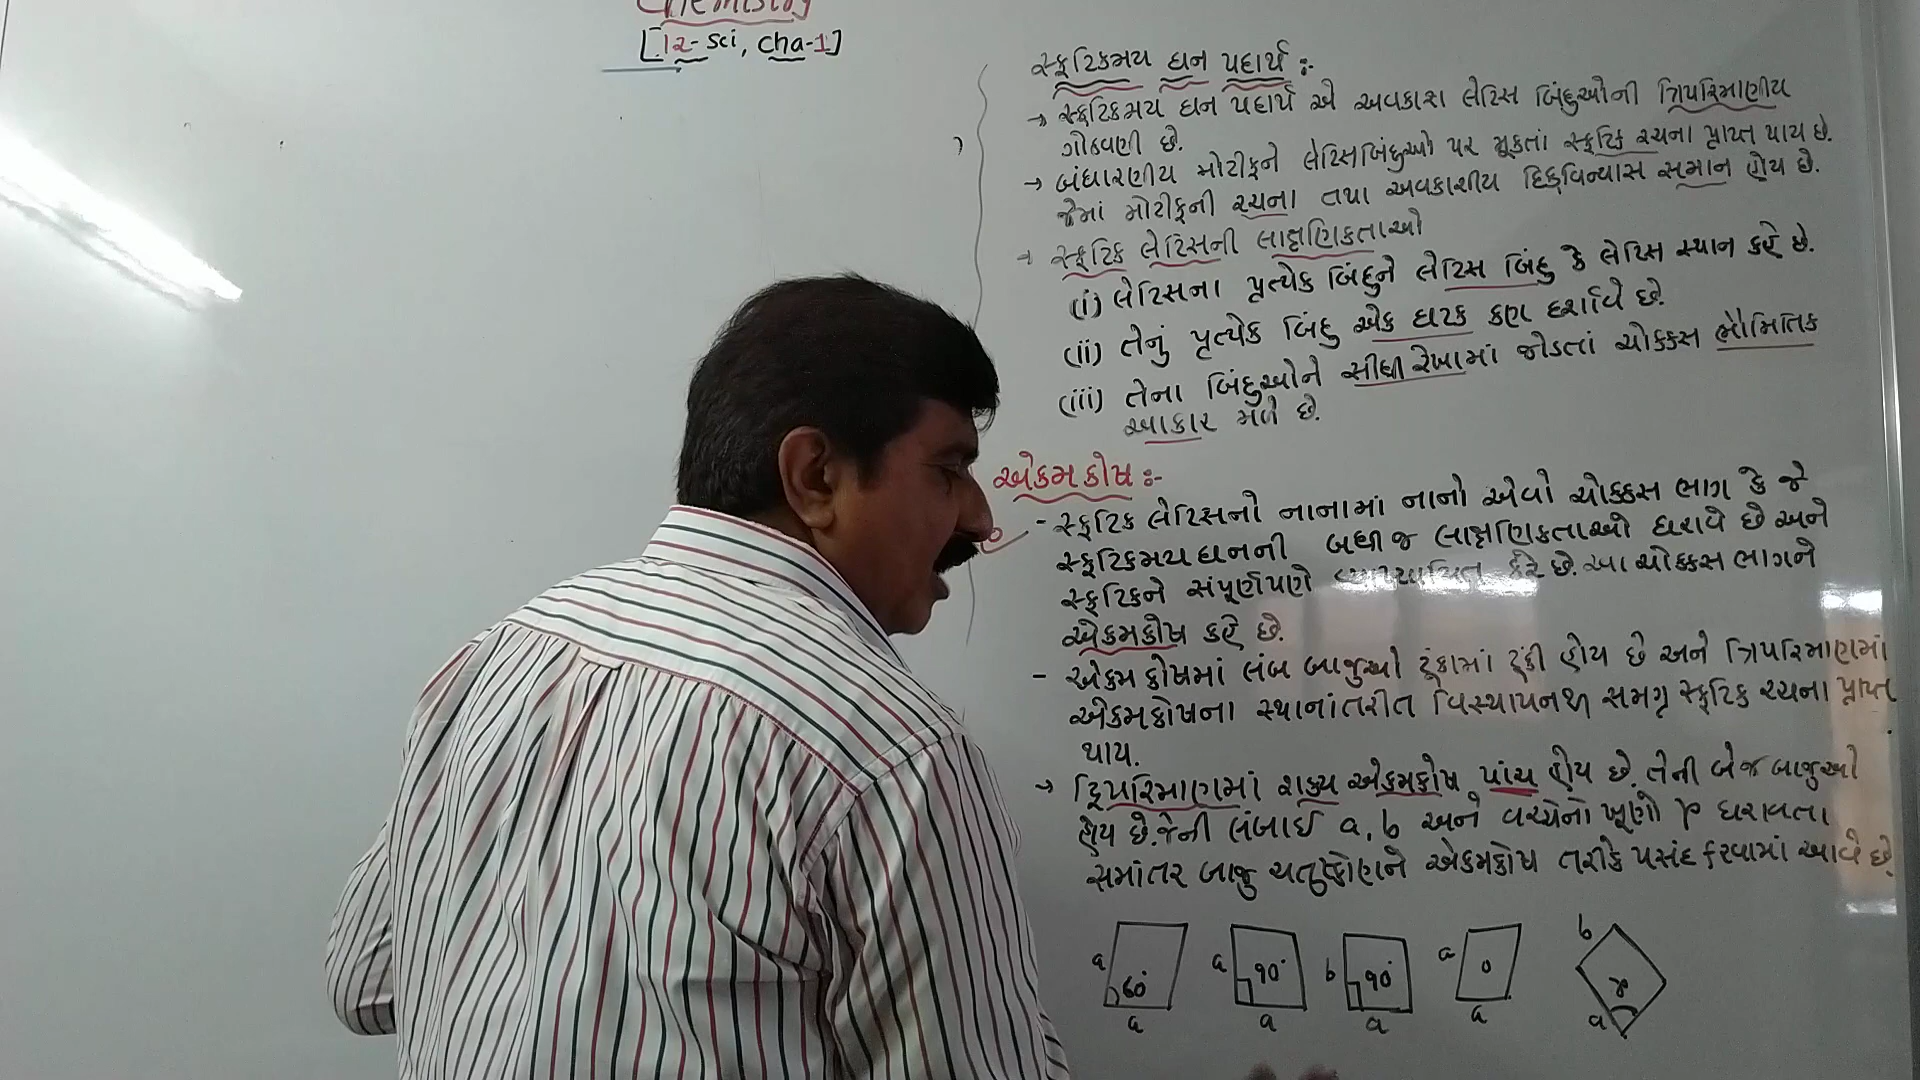 Chemistry
[12-sci, cha-1]
સ્ફટિકમય ઘન પદાર્થ :-
→ સ્ફટિકમય ઘન પદાર્થ એ અવકાશ લેટિસ બિંદુઓની ત્રિપરિમાણીય
ગોઠવણી છે.
→ બંધારણીય મોટીફને લેટિસબિંદુઓ પર મૂકતાં સ્ફટિક રચના પ્રાપ્ત થાય છે.
જેમાં મોટીફની રચના તથા અવકાશીય દિક્વિન્યાસ સમાન હોય છે.
→ સ્ફટિક લેટિસની લાક્ષણિકતાઓ
(i) લેટિસના પ્રત્યેક બિંદુને લેટિસ બિંદુ કે લેટિસ સ્થાન કહે છે.
(ii) તેનું પ્રત્યેક બિંદુ એક ઘટક કણ દર્શાવે છે.
(iii) તેના બિંદુઓને સીધી રેખામાં જોડતાં ચોક્કસ ભૌમિતિક
આકાર મળે છે.
એકમ કોષ :-
- સ્ફટિક લેટિસનો નાનામાં નાનો એવો ચોક્કસ ભાગ કે જે
સ્ફટિકમય ઘનની બધી જ લાક્ષણિકતાઓ ધરાવે છે અને
સ્ફટિકને સંપૂર્ણપણે કરે છે. આ ચોક્કસ ભાગને
એકમકોષ કહે છે.
- એકમ કોષમાં લંબ બાજુઓ ટૂંકામાં ટૂંકી હોય છે અને ત્રિપરિમાણમાં
એકમકોષના સ્થાનાંતરીત વિસ્થાપનથી સમગ્ર સ્ફટિક રચના પ્રાપ્ત
થાય.
→ દ્વિપરિમાણમાં શક્ય એકમકોષ પાંચ હોય છે. તેની બે જ બાજુઓ
હોય છે. જેની લંબાઈ a, b અને વચ્ચેનો ખૂણો γ ધરાવતા
સમાંતર બાજુ ચતુષ્કોણને એકમકોષ તરીકે પસંદ કરવામાં આવે છે.
a 60° a
a 90° a
b 90° a
a 0 a
b γ a